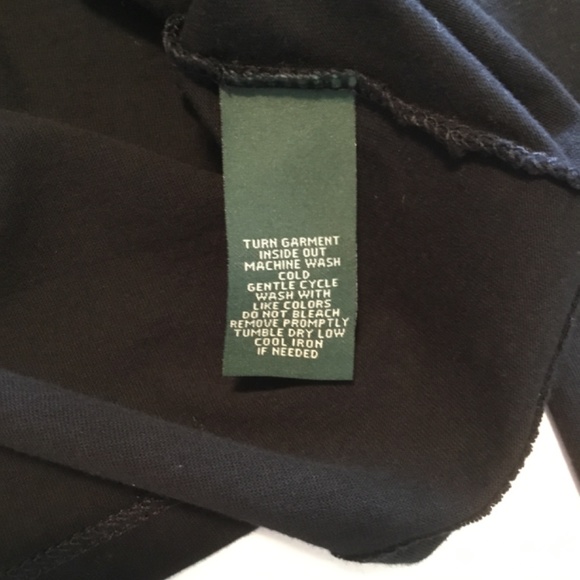 TURN GARMENT
INSIDE OUT
MACHINE WASH
COLD
GENTLE CYCLE
WASH WITH
LIKE COLORS
DO NOT BLEACH
REMOVE PROMPTLY
TUMBLE DRY LOW
COOL IRON
IF NEEDED